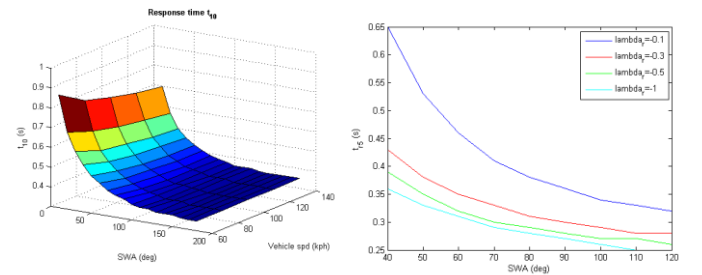 Response time t10
1
0.9
0.8
0.7
0.6
0.5
0.4
t10 (s)
0
50
100
150
200
SWA (deg)
60
80
100
120
140
Vehicle spd (kph)
0.65
0.6
0.55
0.5
0.45
0.4
0.35
0.3
0.25
tr5 (s)
40 50 60 70 80 90 100 110 120
SWA (deg)
lambdar=-0.1
lambdar=-0.3
lambdar=-0.5
lambdar=-1